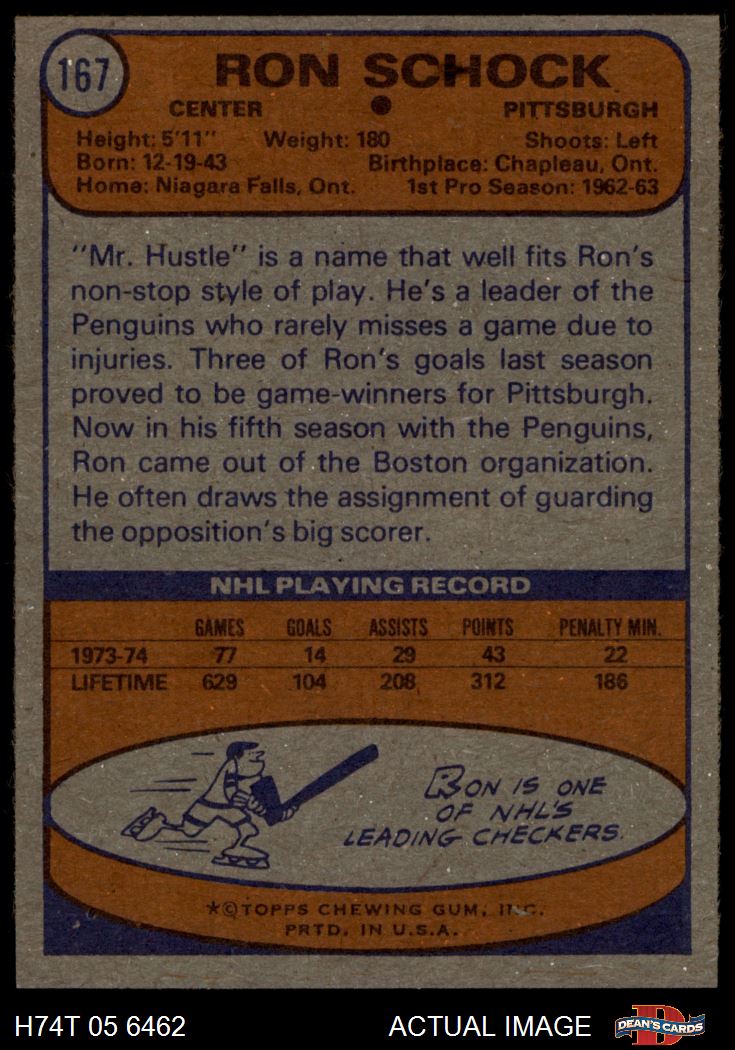 167
RON SCHOCK
CENTER ● PITTSBURGH
Height: 5'11" Weight: 180 Shoots: Left
Born: 12-19-43 Birthplace: Chapleau, Ont.
Home: Niagara Falls, Ont. 1st Pro Season: 1962-63
"Mr. Hustle" is a name that well fits Ron's
non-stop style of play. He's a leader of the
Penguins who rarely misses a game due to
injuries. Three of Ron's goals last season
proved to be game-winners for Pittsburgh.
Now in his fifth season with the Penguins,
Ron came out of the Boston organization.
He often draws the assignment of guarding
the opposition's big scorer.
NHL PLAYING RECORD
GAMES GOALS ASSISTS POINTS PENALTY MIN.
1973-74 77 14 29 43 22
LIFETIME 629 104 208 312 186
RON IS ONE
OF NHL'S
LEADING CHECKERS.
*©TOPPS CHEWING GUM, INC.
PRTD. IN U.S.A.
H74T 05 6462 ACTUAL IMAGE
D
DEAN'S CARDS